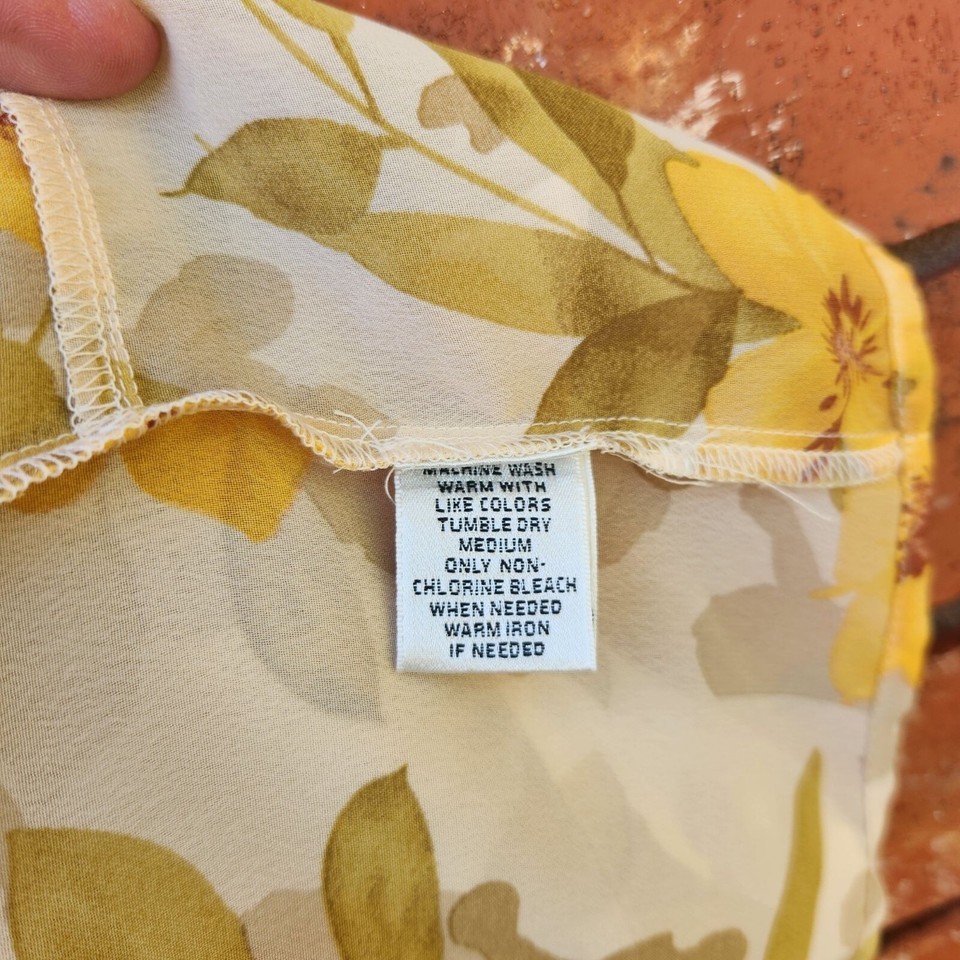 MACHINE WASH
WARM WITH
LIKE COLORS
TUMBLE DRY
MEDIUM
ONLY NON-
CHLORINE BLEACH
WHEN NEEDED
WARM IRON
IF NEEDED